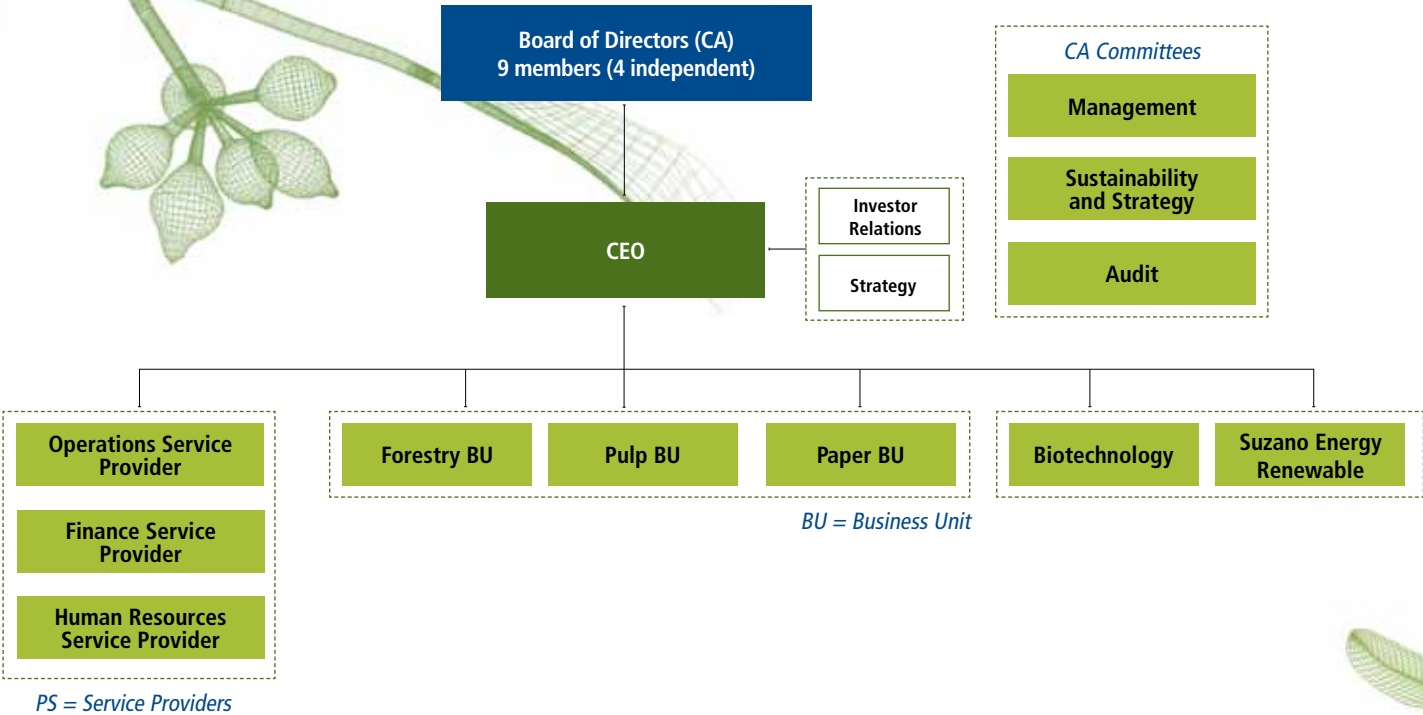 Board of Directors (CA)
9 members (4 independent)
CA Committees
Management
Sustainability
and Strategy
Audit
CEO
Investor
Relations
Strategy
Operations Service
Provider
Finance Service
Provider
Human Resources
Service Provider
PS = Service Providers
Forestry BU
Pulp BU
Paper BU
BU = Business Unit
Biotechnology
Suzano Energy
Renewable